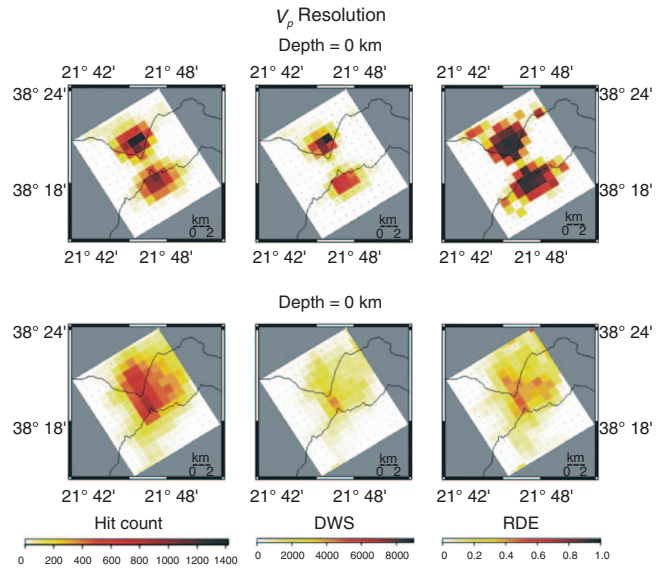 Vp Resolution
Depth = 0 km
21° 42' 21° 48' 21° 42' 21° 48' 21° 42' 21° 48'
38° 24' 38° 24'
38° 18' 38° 18'
km km km
0 2 0 2 0 2
21° 42' 21° 48' 21° 42' 21° 48' 21° 42' 21° 48'
Depth = 0 km
38° 24' 38° 24'
38° 18' 38° 18'
km km km
0 2 0 2 0 2
21° 42' 21° 48' 21° 42' 21° 48' 21° 42' 21° 48'
Hit count DWS RDE
0 200 400 600 800 1000 1200 1400 0 2000 4000 6000 8000 0 0.2 0.4 0.6 0.8 1.0